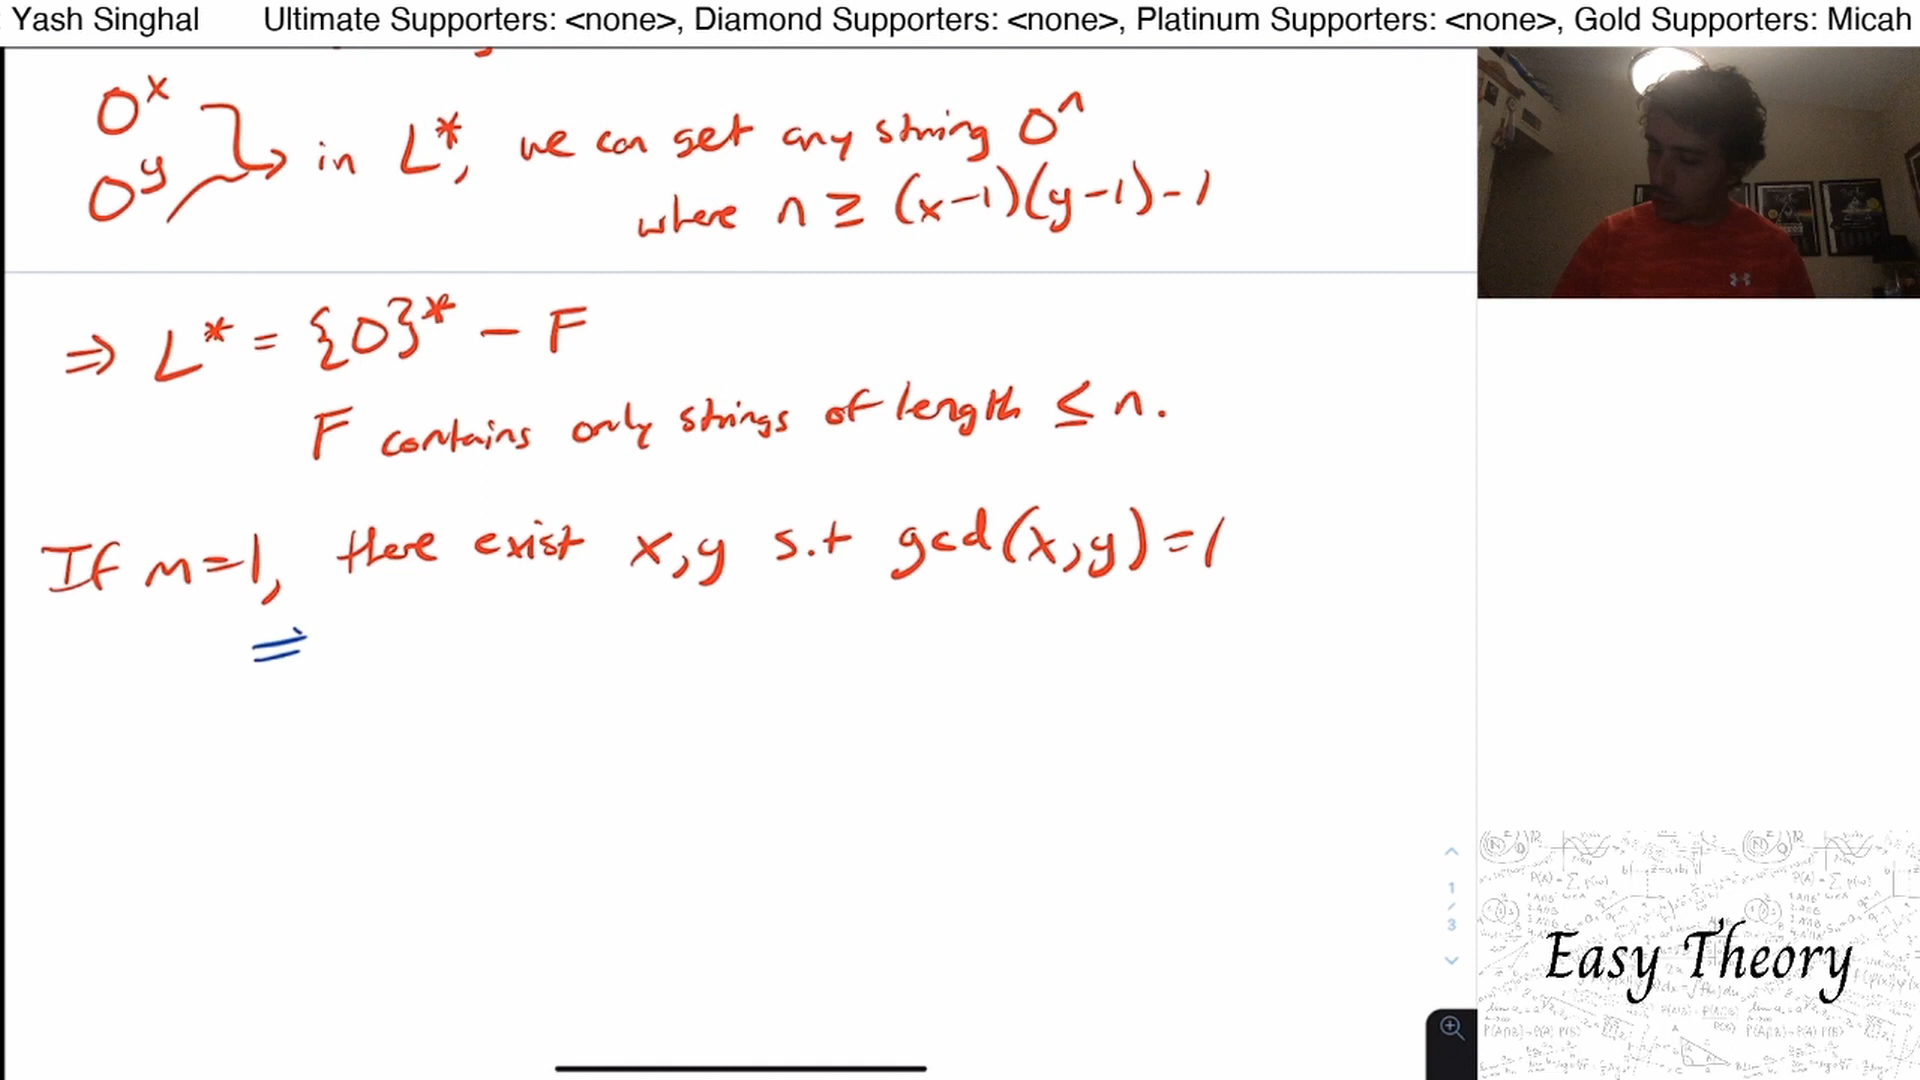 Yash Singhal Ultimate Supporters: <none>, Diamond Supporters: <none>, Platinum Supporters: <none>, Gold Supporters: Micah
0^x
0^y
in L*, we can get any string 0^n
where n ≥ (x-1)(y-1)-1
⇒ L* = {0}* - F
F contains only strings of length ≤ n.
If m=1, there exist x,y s.t gcd(x,y)=1
1
/
3
Easy Theory